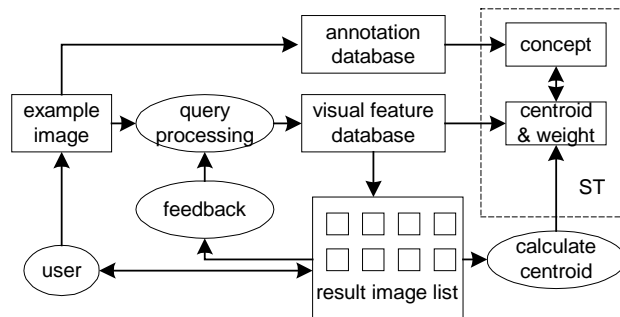 annotation
database
concept
example
image
query
processing
visual feature
database
centroid
& weight
ST
feedback
user
result image list
calculate
centroid